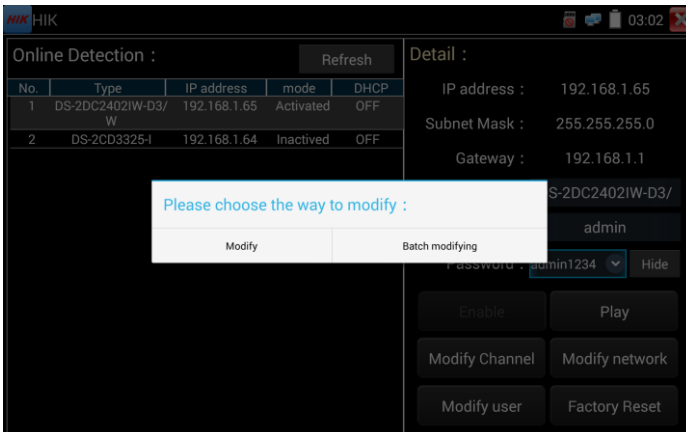 HIK HIK 03:02
Online Detection : Refresh
No. Type IP address mode DHCP
1 DS-2DC2402IW-D3/ 192.168.1.65 Activated OFF
W
2 DS-2CD3325-I 192.168.1.64 Inactived OFF
Please choose the way to modify :
Modify Batch modifying
Detail :
IP address : 192.168.1.65
Subnet Mask : 255.255.255.0
Gateway : 192.168.1.1
S-2DC2402IW-D3/
admin
Password : admin1234 Hide
Enable Play
Modify Channel Modify network
Modify user Factory Reset